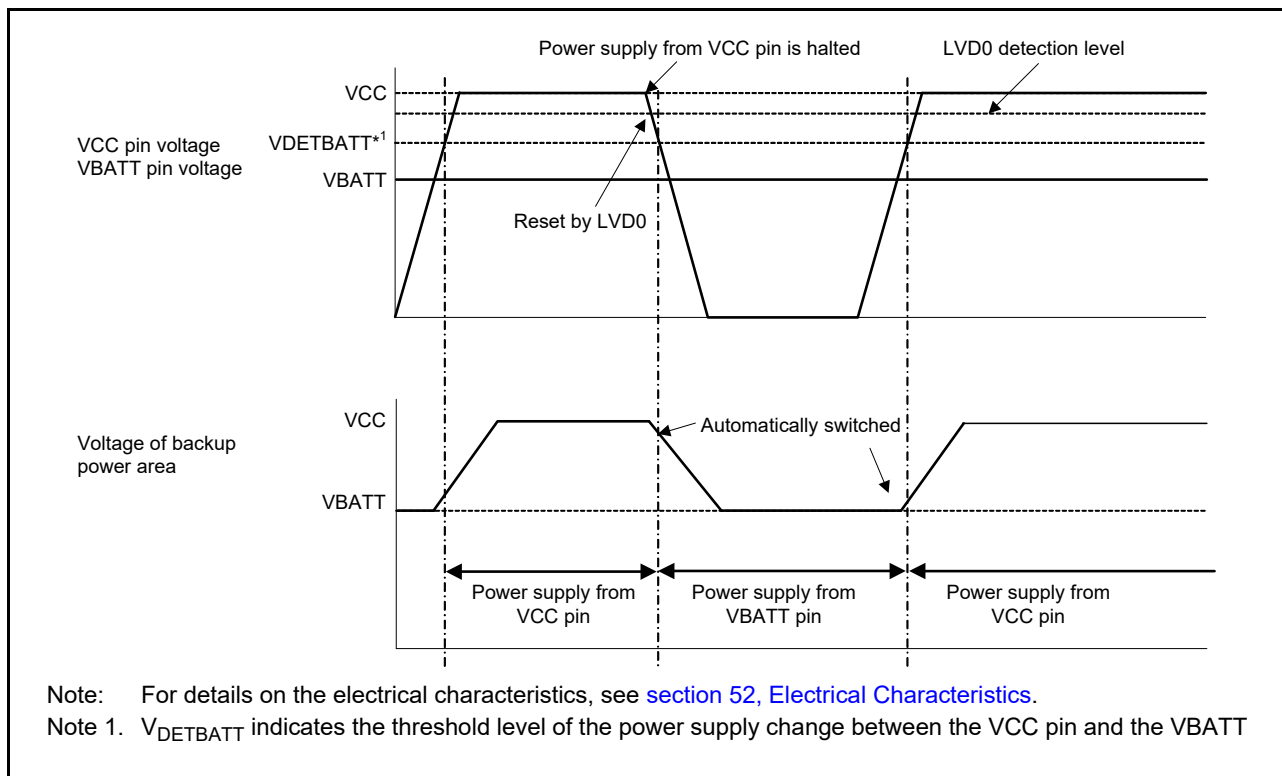 Power supply from VCC pin is halted
LVD0 detection level
VCC
VCC pin voltage
VBATT pin voltage
VDETBATT*1
VBATT
Reset by LVD0
VCC
Automatically switched
Voltage of backup
power area
VBATT
Power supply from
VCC pin
Power supply from
VBATT pin
Power supply from
VCC pin
Note: For details on the electrical characteristics, see section 52, Electrical Characteristics.
Note 1. VDETBATT indicates the threshold level of the power supply change between the VCC pin and the VBATT